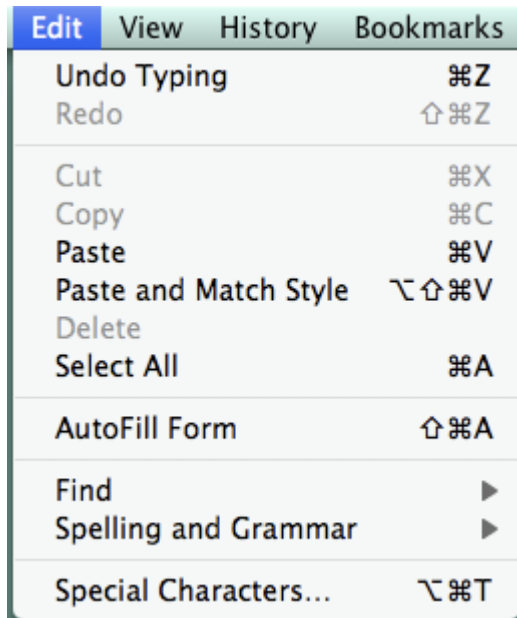 Edit View History Bookmarks
Undo Typing ⌘Z
Redo ⇧⌘Z
Cut ⌘X
Copy ⌘C
Paste ⌘V
Paste and Match Style ⌥⇧⌘V
Delete
Select All ⌘A
AutoFill Form ⇧⌘A
Find ▶
Spelling and Grammar ▶
Special Characters... ⌥⌘T